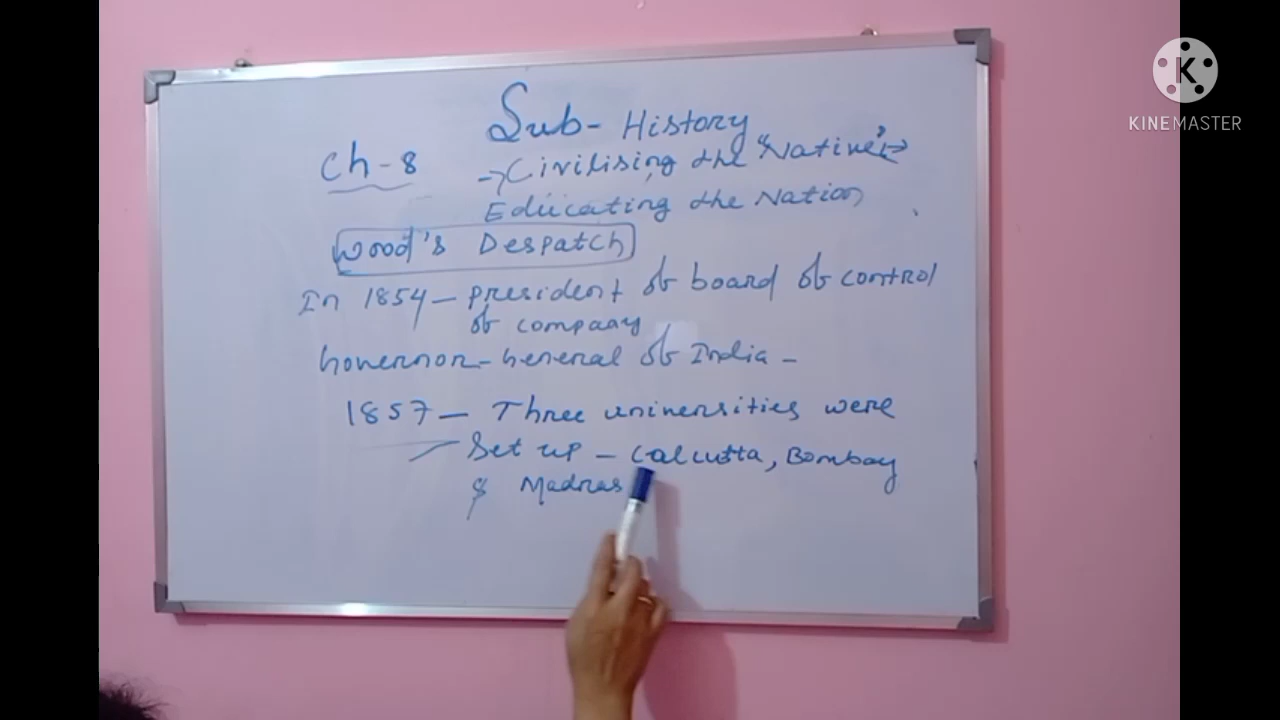 Sub- History
Ch-8 → Civilising the "Native",
Educating the Nation
Wood's Despatch
In 1854 - president of board of control
of company
Governor-General of India -
1857 - Three universities were
Set up - Calcutta, Bombay
& Madras
KINEMASTER